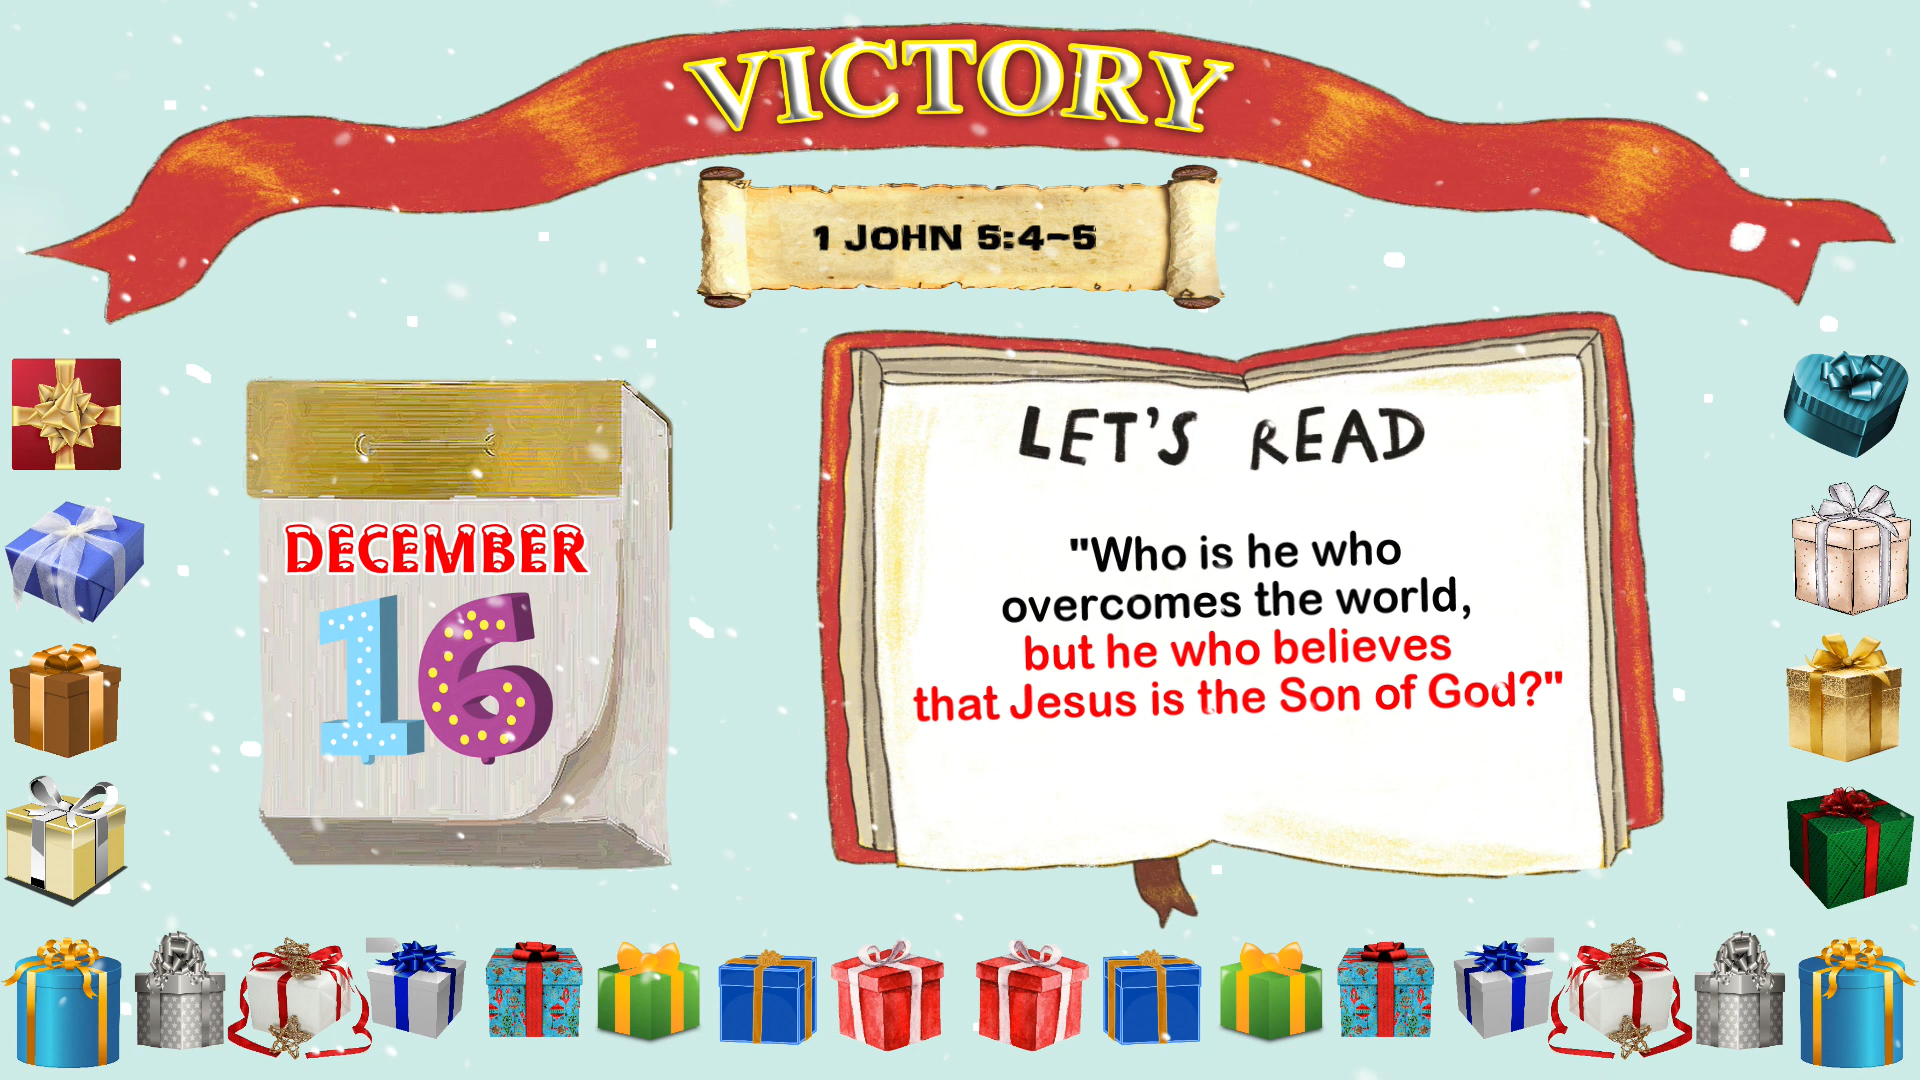 VICTORY
1 JOHN 5:4-5
DECEMBER
16
LET'S READ
"Who is he who
overcomes the world,
but he who believes
that Jesus is the Son of God?"